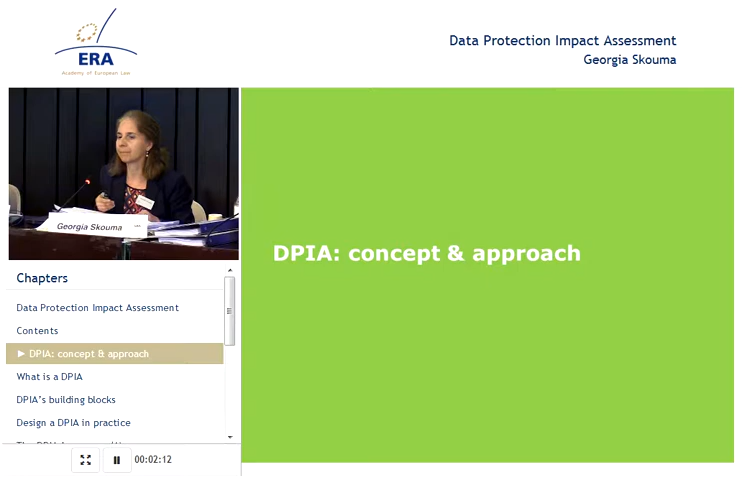 ERA
Academy of European Law
Data Protection Impact Assessment
Georgia Skouma
Georgia Skouma
DPIA: concept & approach
Chapters
Data Protection Impact Assessment
Contents
► DPIA: concept & approach
What is a DPIA
DPIA's building blocks
Design a DPIA in practice
00:02:12